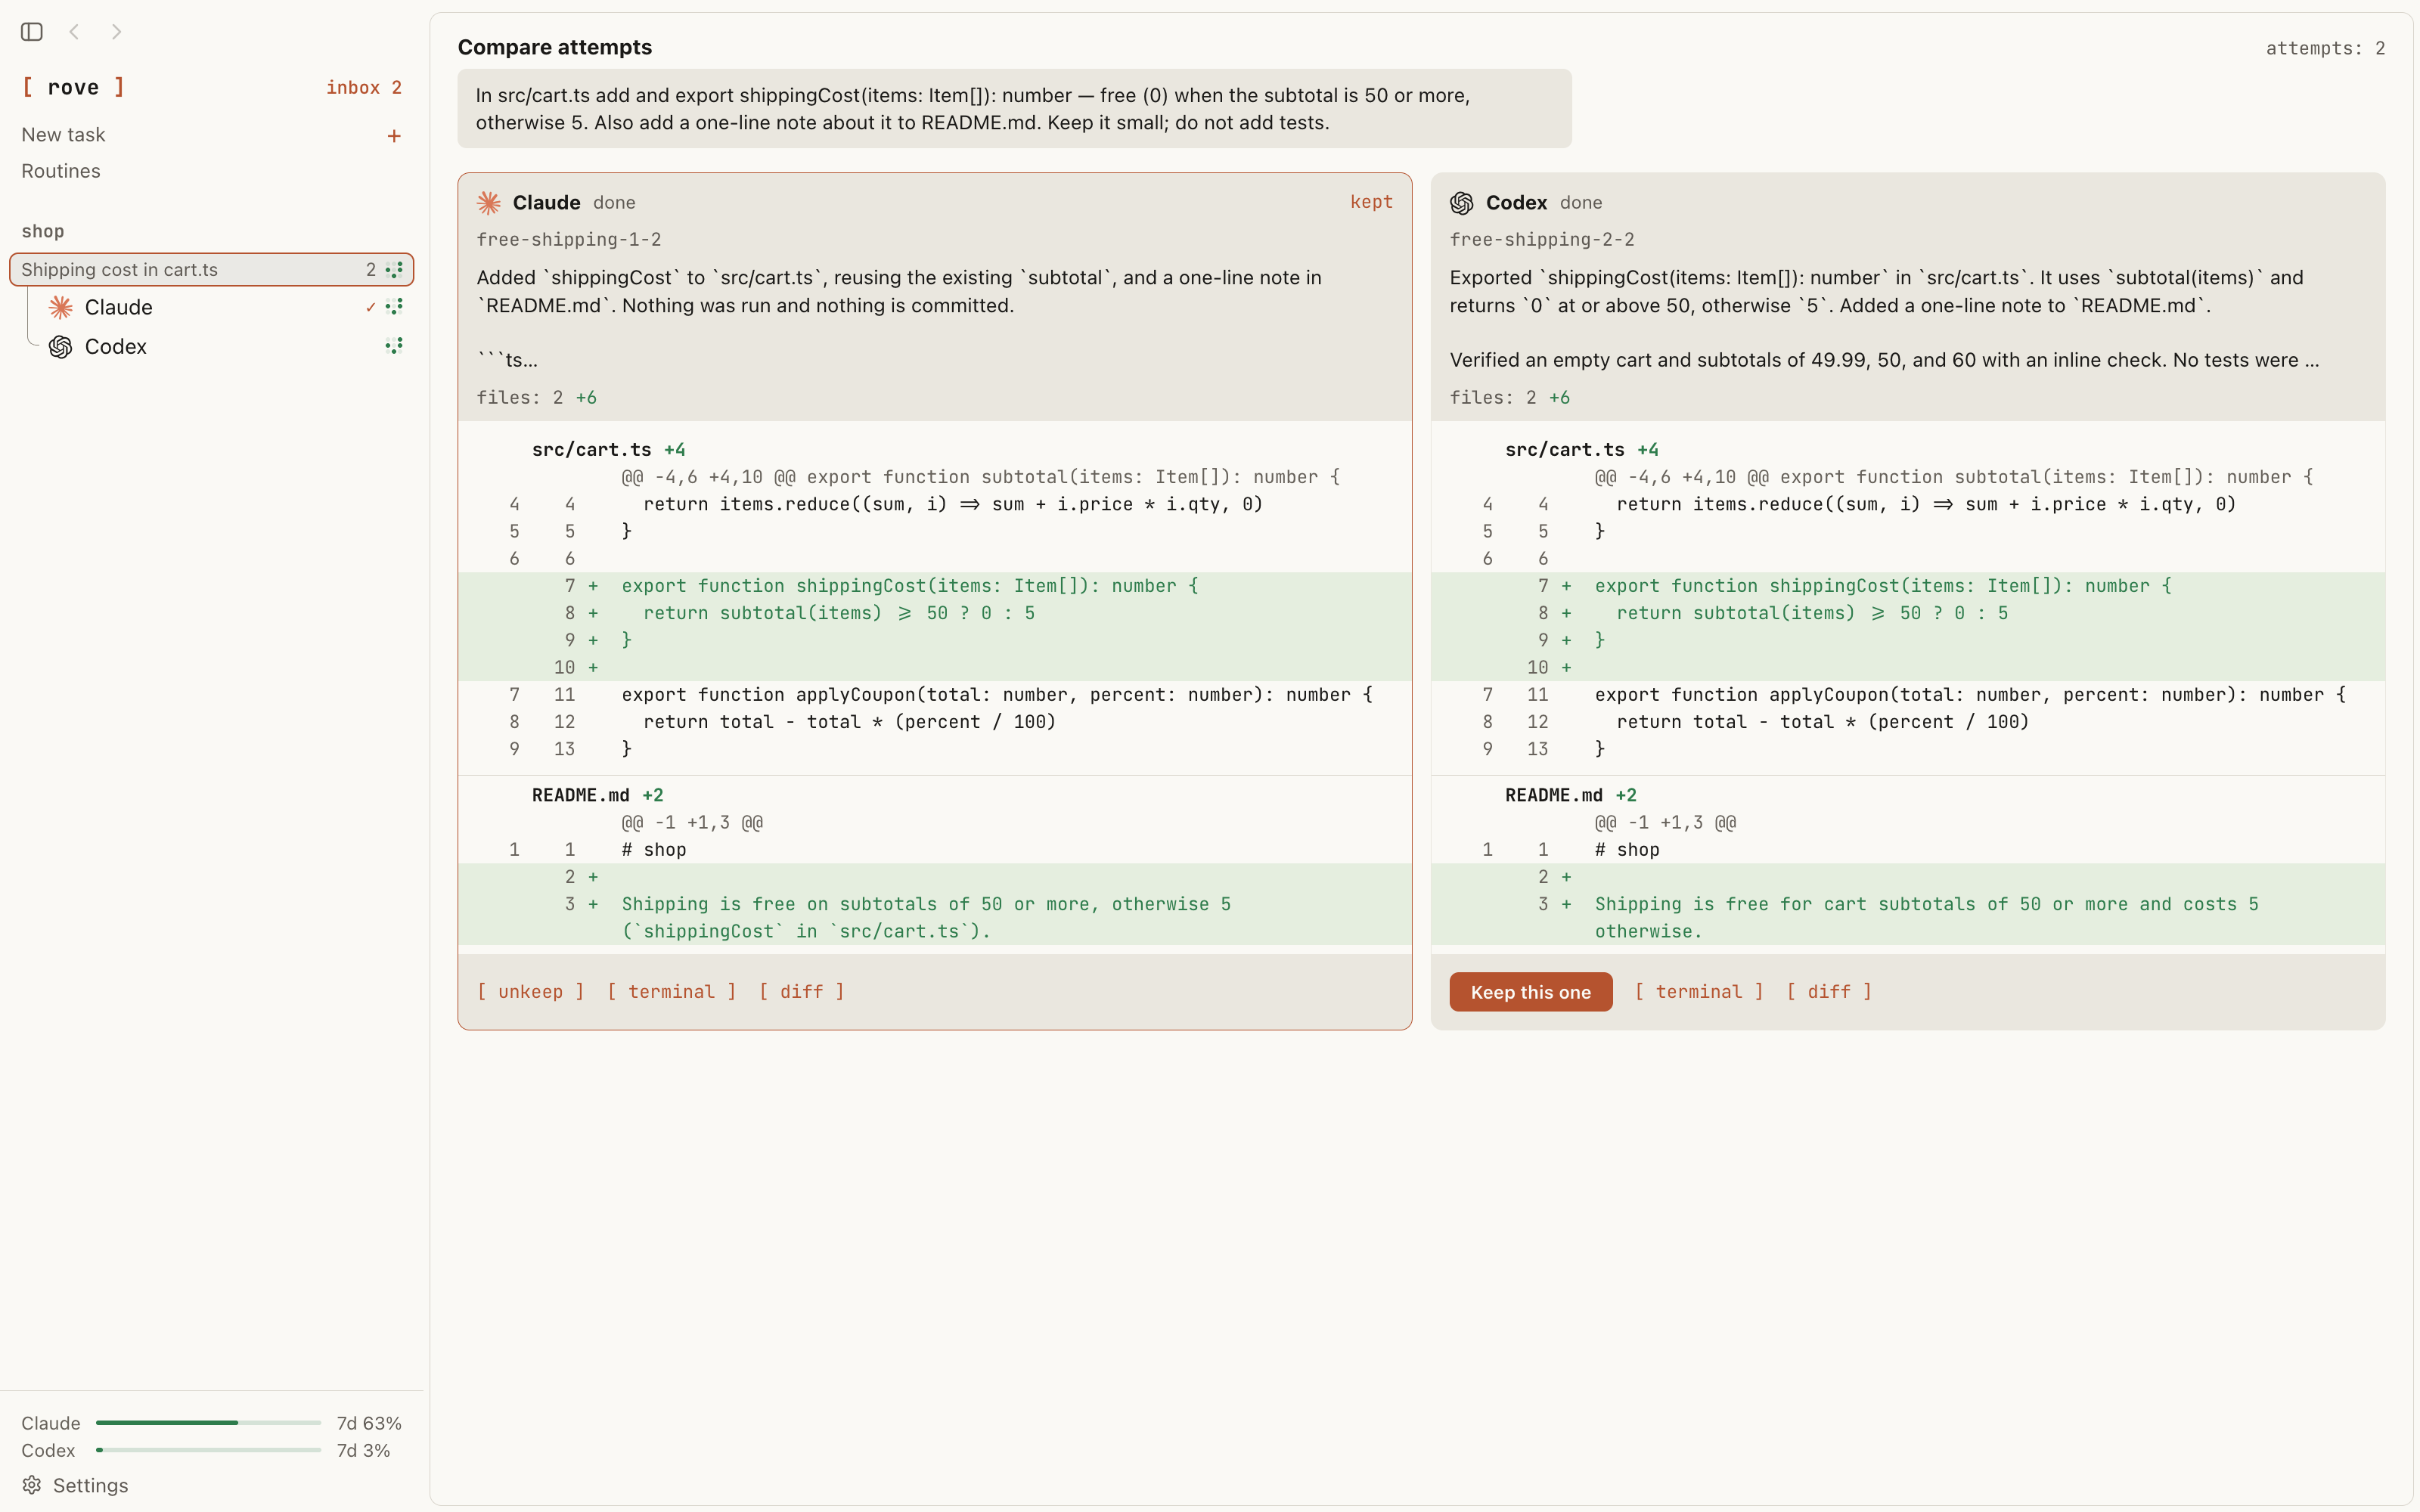 [ rove ]
inbox 2
New task +
Routines
shop
Shipping cost in cart.ts 2
Claude ✓
Codex
Claude 7d 63%
Codex 7d 3%
Settings
Compare attempts
attempts: 2
In src/cart.ts add and export shippingCost(items: Item[]): number — free (0) when the subtotal is 50 or more,
otherwise 5. Also add a one-line note about it to README.md. Keep it small; do not add tests.
Claude done kept
free-shipping-1-2
Added `shippingCost` to `src/cart.ts`, reusing the existing `subtotal`, and a one-line note in
`README.md`. Nothing was run and nothing is committed.
```ts...
files: 2 +6
src/cart.ts +4
@@ -4,6 +4,10 @@ export function subtotal(items: Item[]): number {
4 4 return items.reduce((sum, i) => sum + i.price * i.qty, 0)
5 5 }
6 6
7 + export function shippingCost(items: Item[]): number {
8 + return subtotal(items) >= 50 ? 0 : 5
9 + }
10 +
7 11 export function applyCoupon(total: number, percent: number): number {
8 12 return total - total * (percent / 100)
9 13 }
README.md +2
@@ -1 +1,3 @@
1 1 # shop
2 +
3 + Shipping is free on subtotals of 50 or more, otherwise 5
(`shippingCost` in `src/cart.ts`).
[ unkeep ] [ terminal ] [ diff ]
Codex done
free-shipping-2-2
Exported `shippingCost(items: Item[]): number` in `src/cart.ts`. It uses `subtotal(items)` and
returns `0` at or above 50, otherwise `5`. Added a one-line note to `README.md`.
Verified an empty cart and subtotals of 49.99, 50, and 60 with an inline check. No tests were ...
files: 2 +6
src/cart.ts +4
@@ -4,6 +4,10 @@ export function subtotal(items: Item[]): number {
4 4 return items.reduce((sum, i) => sum + i.price * i.qty, 0)
5 5 }
6 6
7 + export function shippingCost(items: Item[]): number {
8 + return subtotal(items) >= 50 ? 0 : 5
9 + }
10 +
7 11 export function applyCoupon(total: number, percent: number): number {
8 12 return total - total * (percent / 100)
9 13 }
README.md +2
@@ -1 +1,3 @@
1 1 # shop
2 +
3 + Shipping is free for cart subtotals of 50 or more and costs 5
otherwise.
Keep this one [ terminal ] [ diff ]